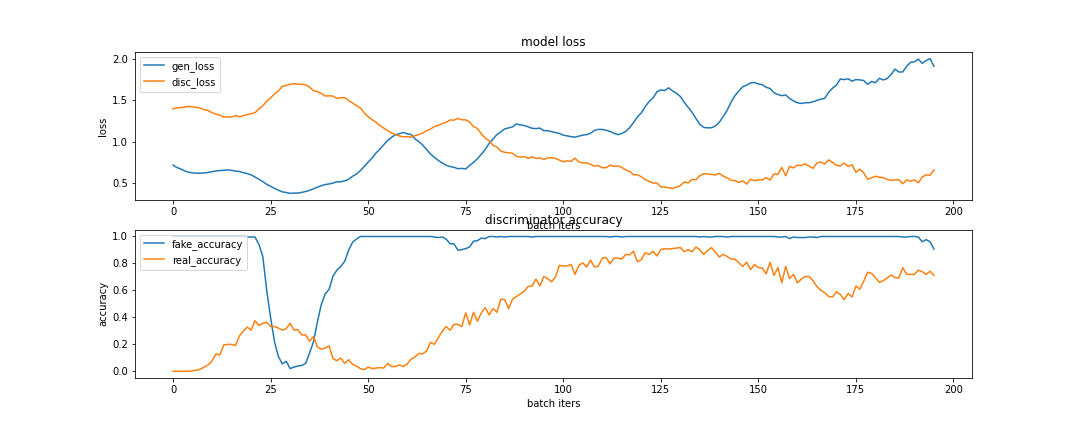 model loss
2.0
1.5
1.0
0.5
loss
gen_loss
disc_loss
0 25 50 75 100 125 150 175 200
batch iters
discriminator accuracy
1.0
0.8
0.6
0.4
0.2
0.0
accuracy
fake_accuracy
real_accuracy
0 25 50 75 100 125 150 175 200
batch iters